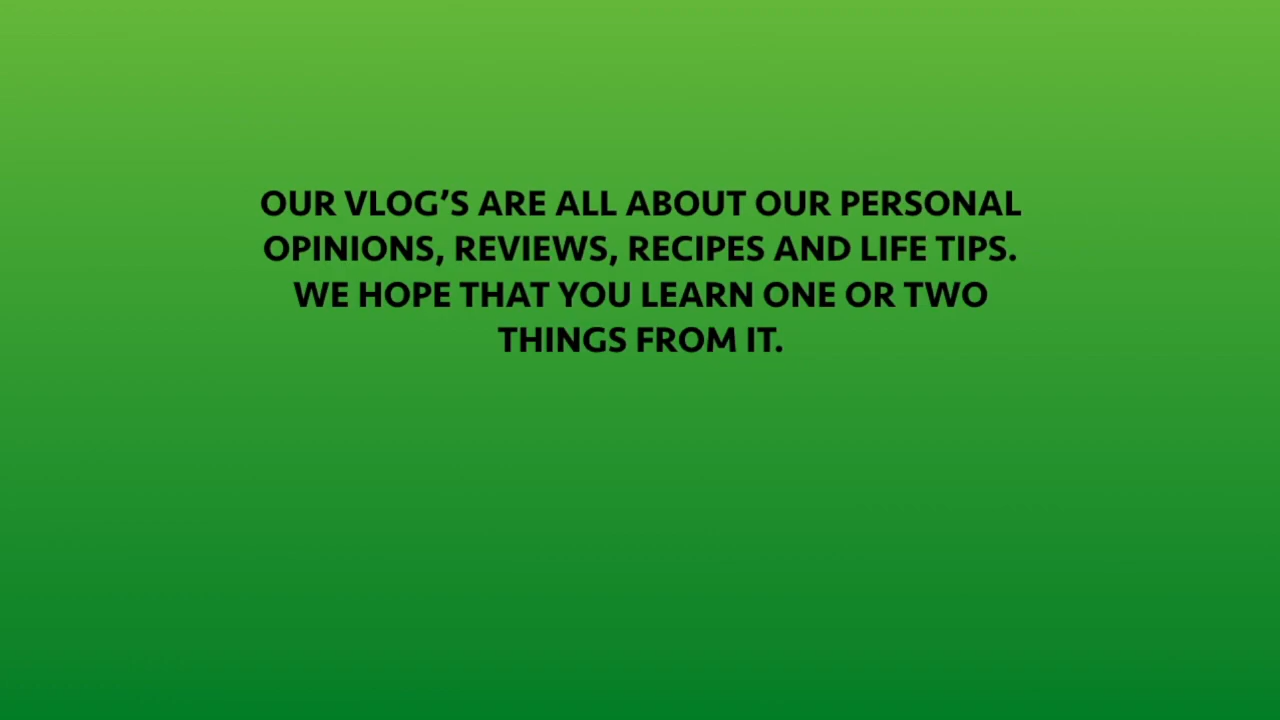 OUR VLOG’S ARE ALL ABOUT OUR PERSONAL
OPINIONS, REVIEWS, RECIPES AND LIFE TIPS.
WE HOPE THAT YOU LEARN ONE OR TWO
THINGS FROM IT.